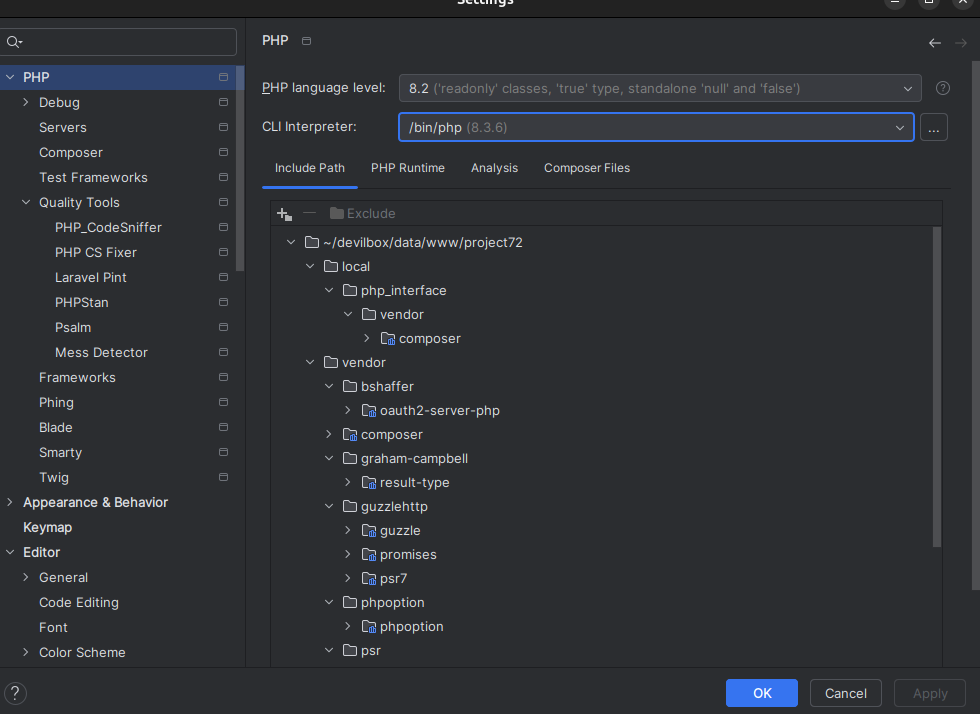 Settings
PHP
PHP language level: 8.2 ('readonly' classes, 'true' type, standalone 'null' and 'false')
CLI Interpreter: /bin/php (8.3.6) ...
Include Path PHP Runtime Analysis Composer Files
Exclude
~/devilbox/data/www/project72
local
php_interface
vendor
composer
vendor
bshaffer
oauth2-server-php
composer
graham-campbell
result-type
guzzlehttp
guzzle
promises
psr7
phpoption
phpoption
psr
PHP
Debug
Servers
Composer
Test Frameworks
Quality Tools
PHP_CodeSniffer
PHP CS Fixer
Laravel Pint
PHPStan
Psalm
Mess Detector
Frameworks
Phing
Blade
Smarty
Twig
Appearance & Behavior
Keymap
Editor
General
Code Editing
Font
Color Scheme
OK Cancel Apply